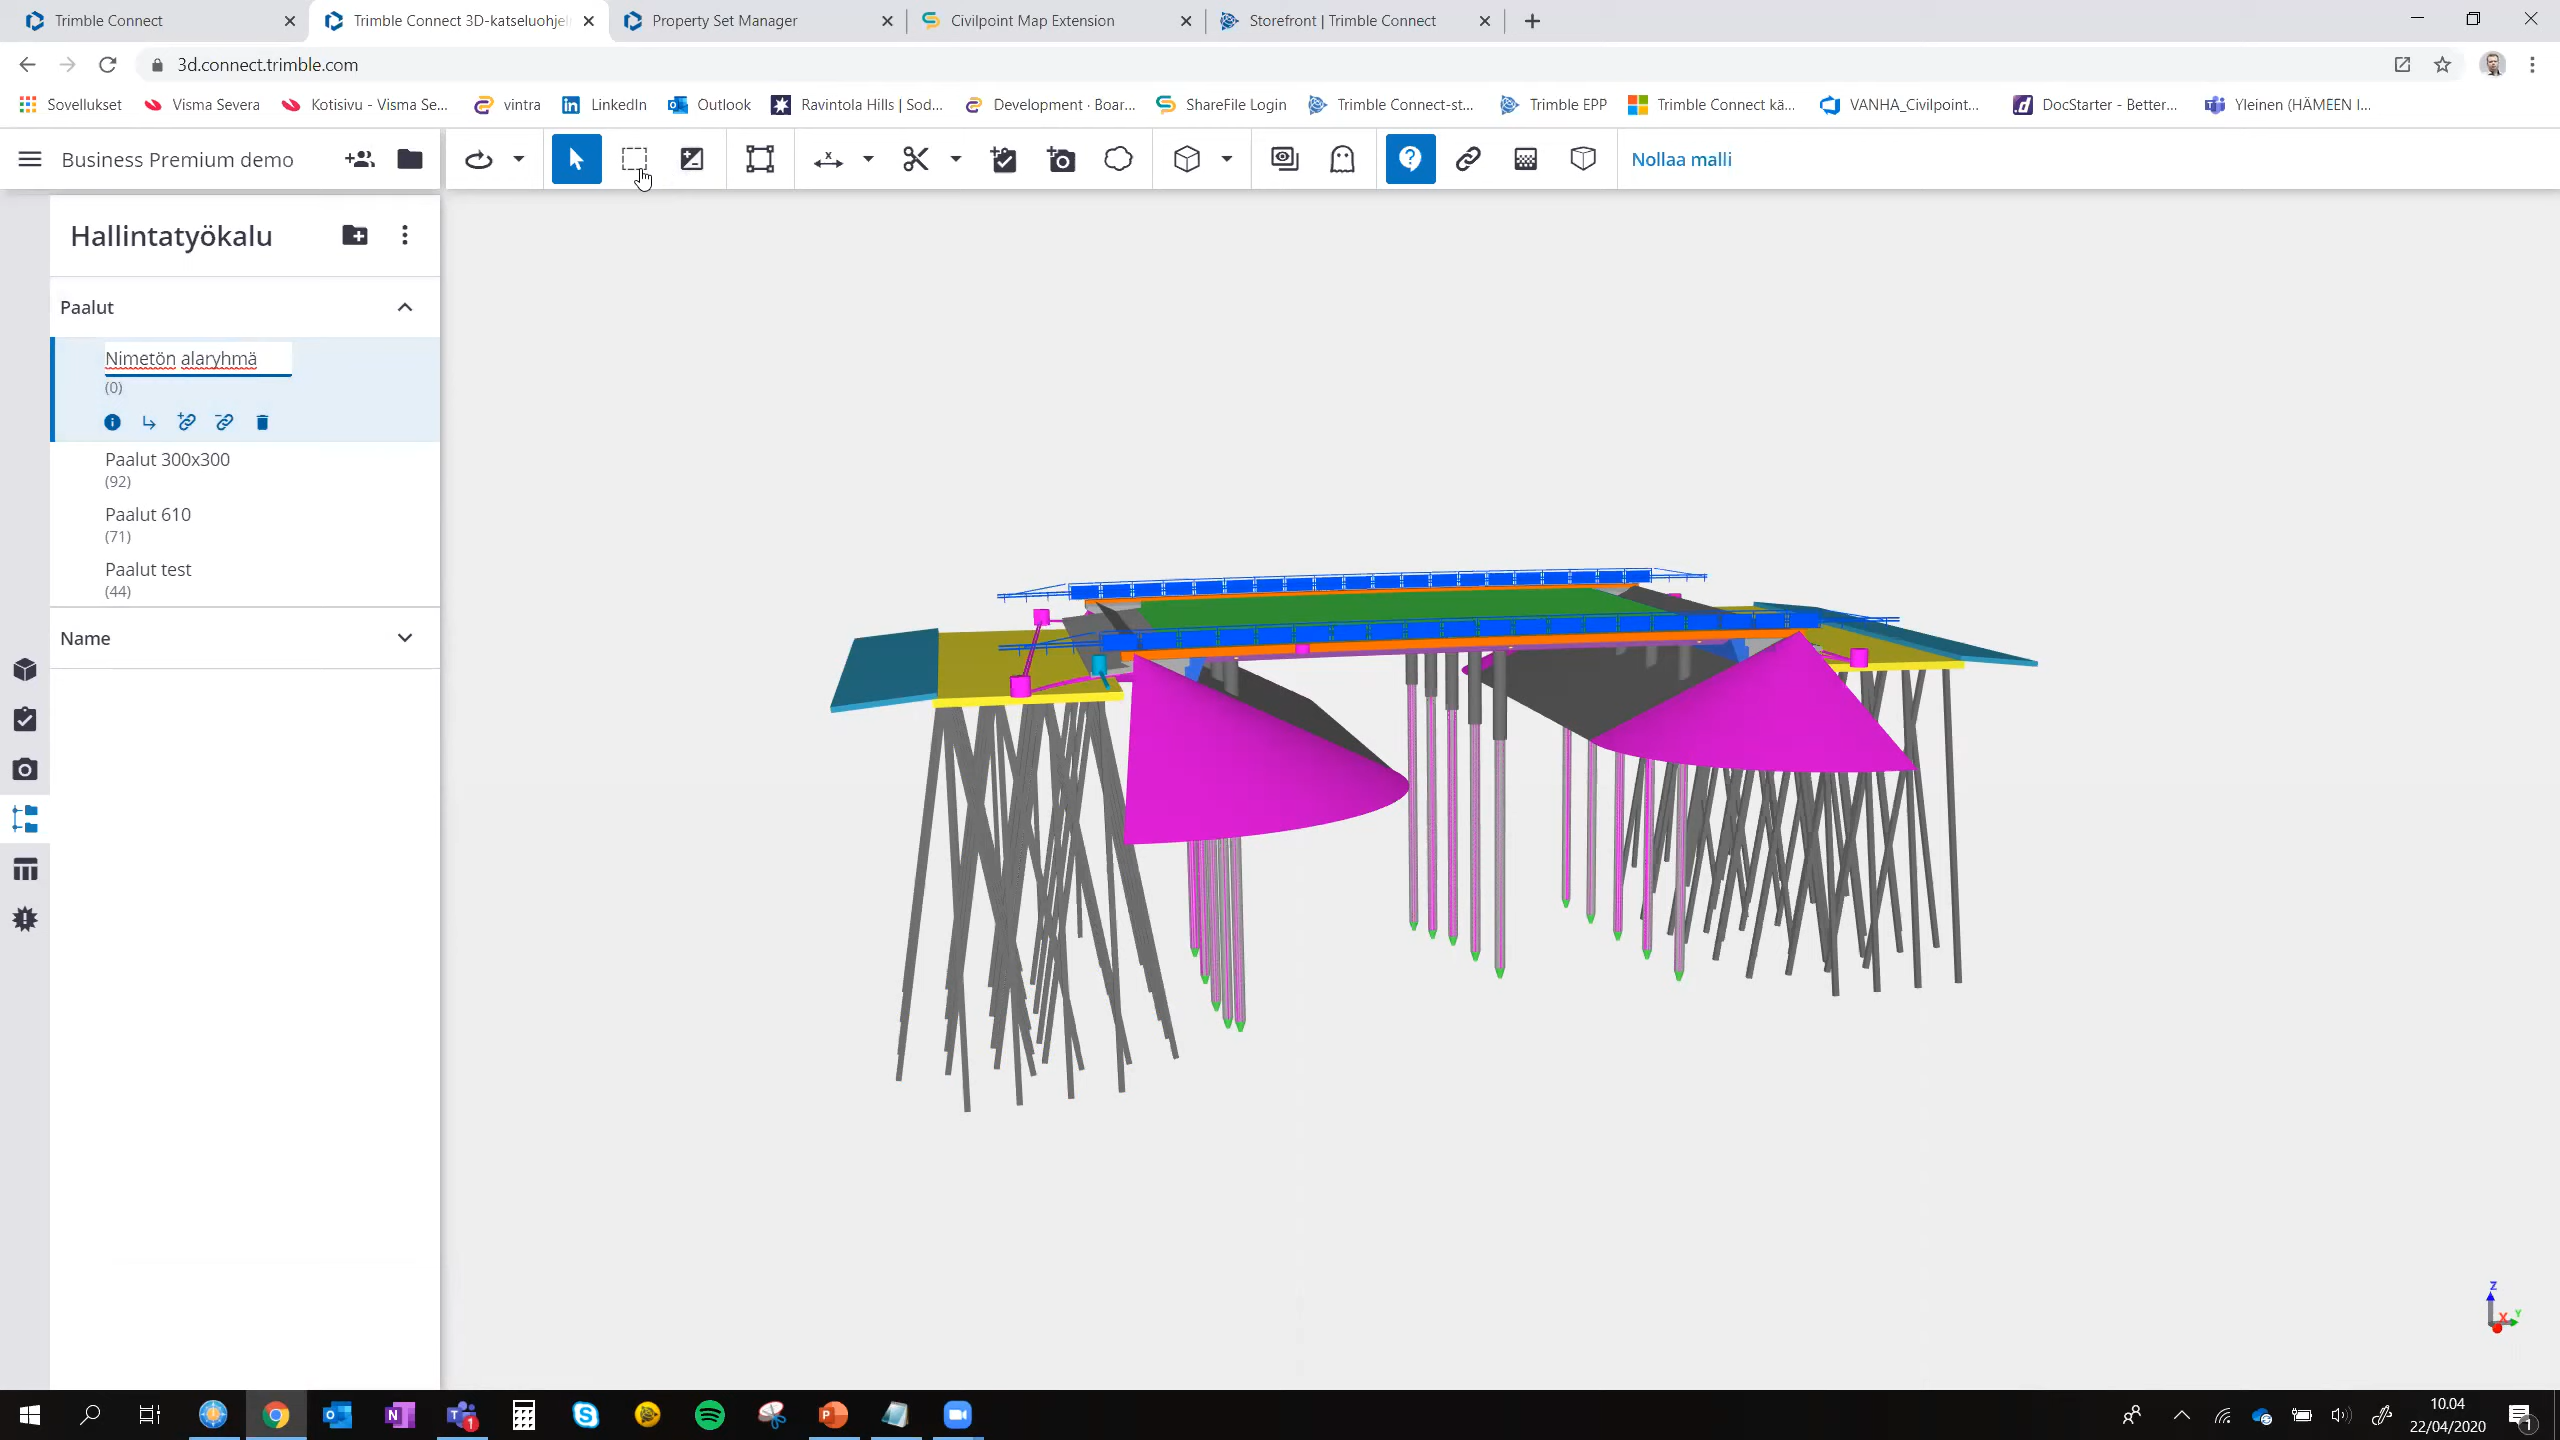 Trimble Connect
Trimble Connect 3D-katseluohjel
Property Set Manager
Civilpoint Map Extension
Storefront | Trimble Connect
3d.connect.trimble.com
Sovellukset
Visma Severa
Kotisivu - Visma Se...
vintra
LinkedIn
Outlook
Ravintola Hills | Sod...
Development · Boar...
ShareFile Login
Trimble Connect-st...
Trimble EPP
Trimble Connect kä...
VANHA_Civilpoint...
DocStarter - Better...
Yleinen (HÄMEEN I...
Business Premium demo
x
Nollaa malli
Hallintatyökalu
Paalut
Nimetön alaryhmä
(0)
Paalut 300x300
(92)
Paalut 610
(71)
Paalut test
(44)
Name
Z
X
Y
1
10.04
22/04/2020
1